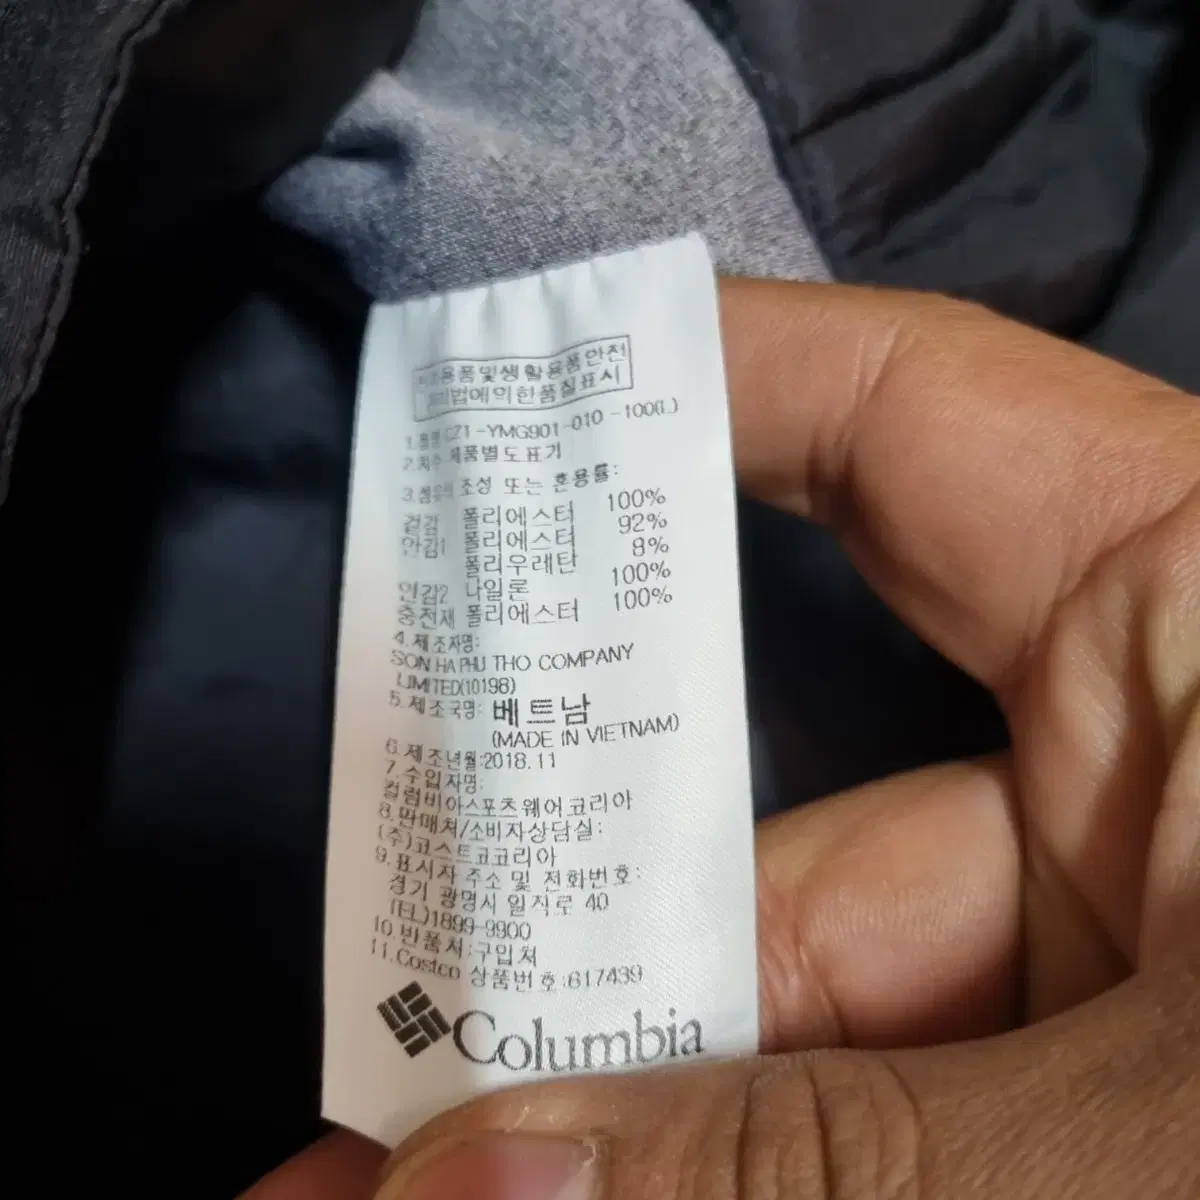 용품및생활용품안전
법에의한품질표시
1.품명 CZ1-YMG901-010 -100(L)
2.치수 제품별도표기
3.섬유의 조성 또는 혼용률:
겉감 폴리에스터 100%
안감1 폴리에스터 92%
폴리우레탄 8%
안감2 나일론 100%
충전재 폴리에스터 100%
4.제조자명:
SON HA PHU THO COMPANY
LIMITED(10198)
5.제조국명: 베트남
(MADE IN VIETNAM)
6.제조년월:2018.11
7.수입자명:
컬럼비아스포츠웨어코리아
8.판매처/소비자상담실:
(주)코스트코코리아
9.표시자 주소 및 전화번호:
경기 광명시 일직로 40
(TEL)1899-9900
10.반품처:구입처
11.Costco 상품번호:617439
Columbia